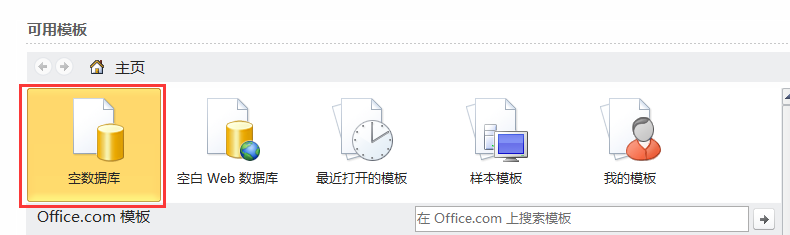 可用模板
主页
空数据库
空白 Web 数据库
最近打开的模板
样本模板
我的模板
Office.com 模板
在 Office.com 上搜索模板